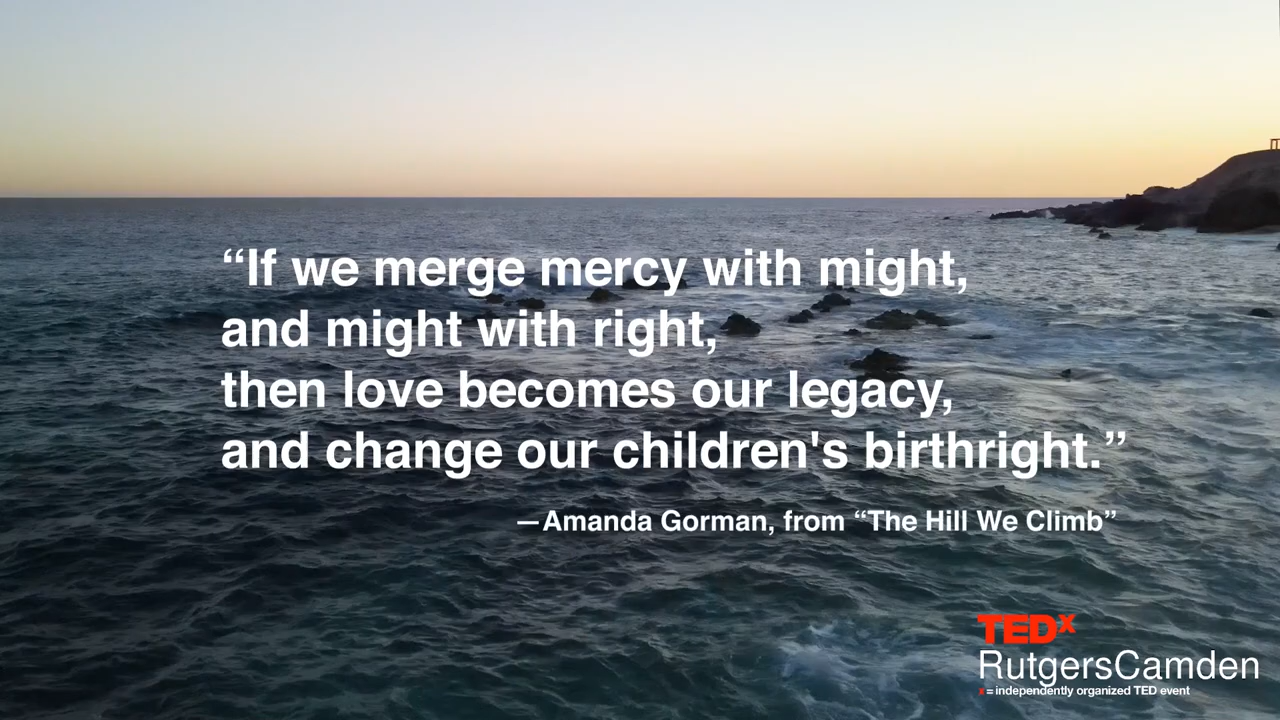 “If we merge mercy with might,
and might with right,
then love becomes our legacy,
and change our children's birthright.”
—Amanda Gorman, from “The Hill We Climb”
TEDx
RutgersCamden
x = independently organized TED event